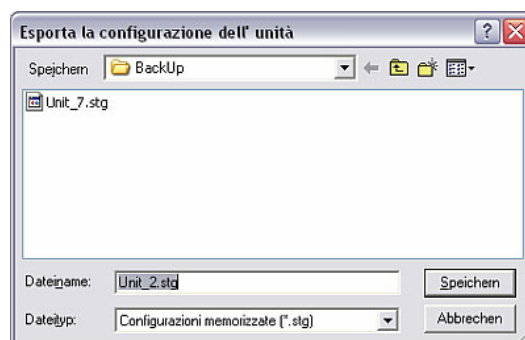 Esporta la configurazione dell' unità
Speichern BackUp
Unit_7.stg
Dateiname: Unit_2.stg Speichern
Dateityp: Configurazioni memorizzate (*.stg) Abbrechen